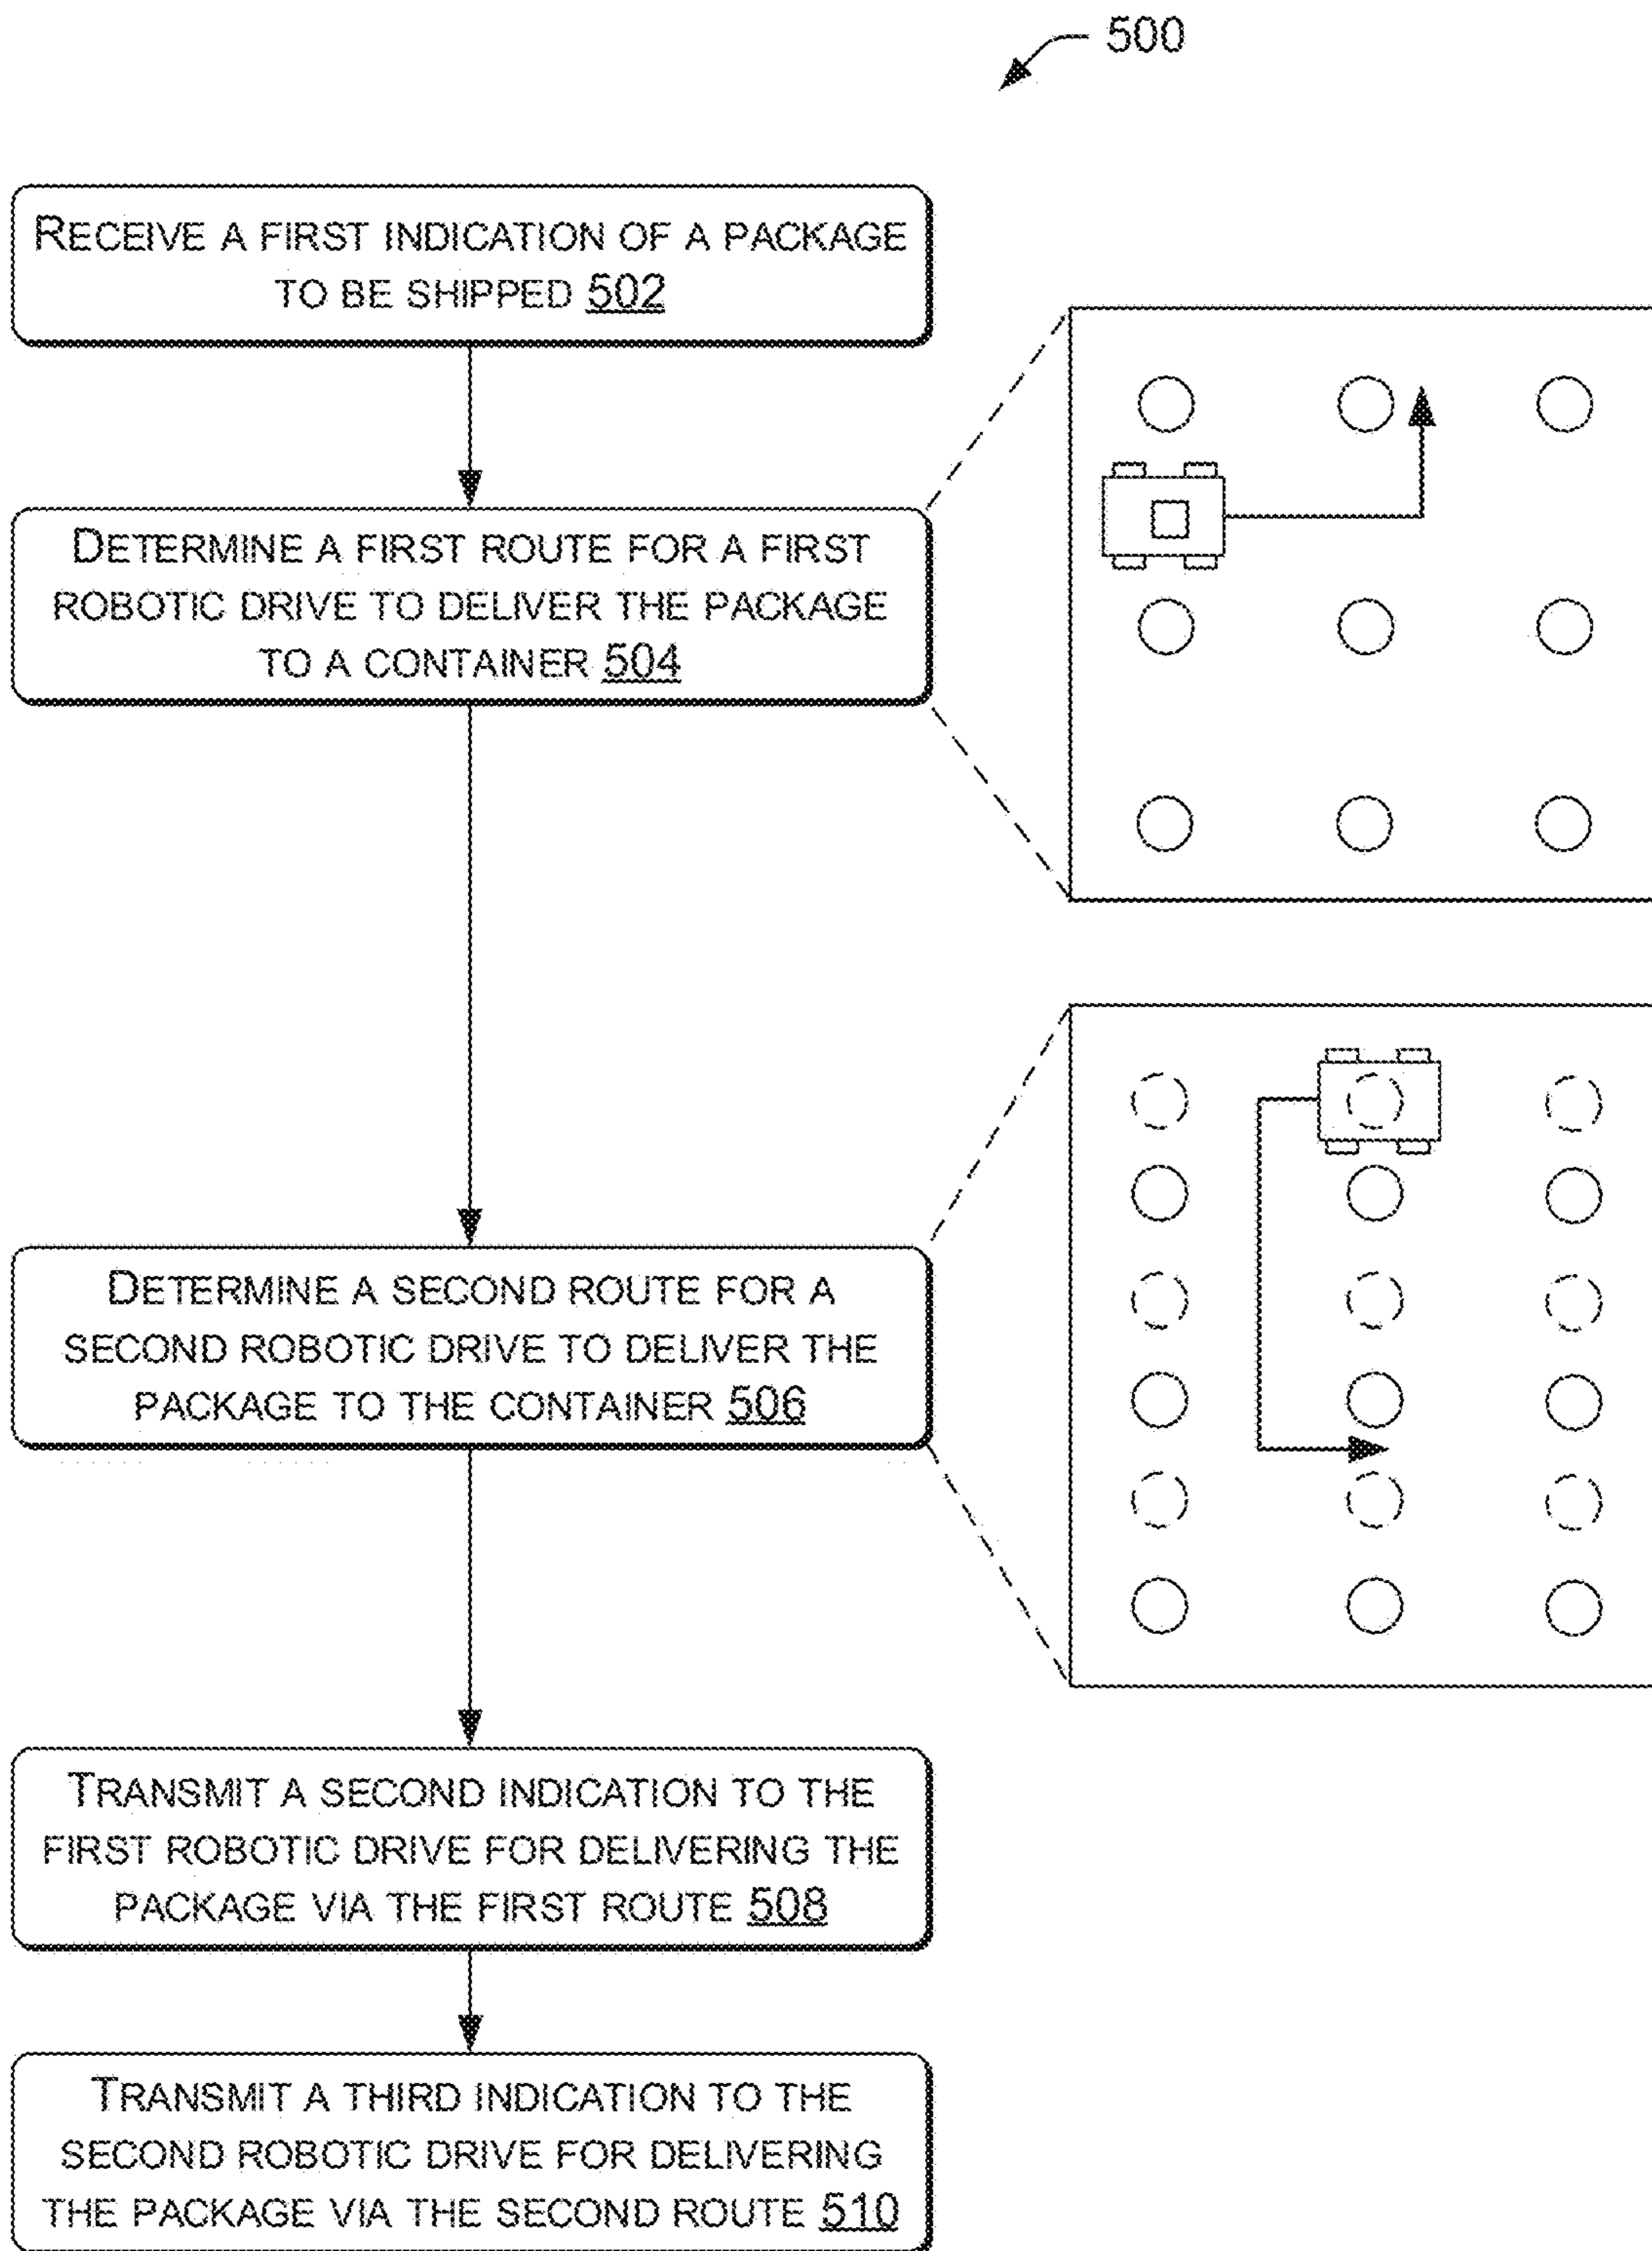 500
RECEIVE A FIRST INDICATION OF A PACKAGE
TO BE SHIPPED 502
DETERMINE A FIRST ROUTE FOR A FIRST
ROBOTIC DRIVE TO DELIVER THE PACKAGE
TO A CONTAINER 504
DETERMINE A SECOND ROUTE FOR A
SECOND ROBOTIC DRIVE TO DELIVER THE
PACKAGE TO THE CONTAINER 506
TRANSMIT A SECOND INDICATION TO THE
FIRST ROBOTIC DRIVE FOR DELIVERING THE
PACKAGE VIA THE FIRST ROUTE 508
TRANSMIT A THIRD INDICATION TO THE
SECOND ROBOTIC DRIVE FOR DELIVERING
THE PACKAGE VIA THE SECOND ROUTE 510